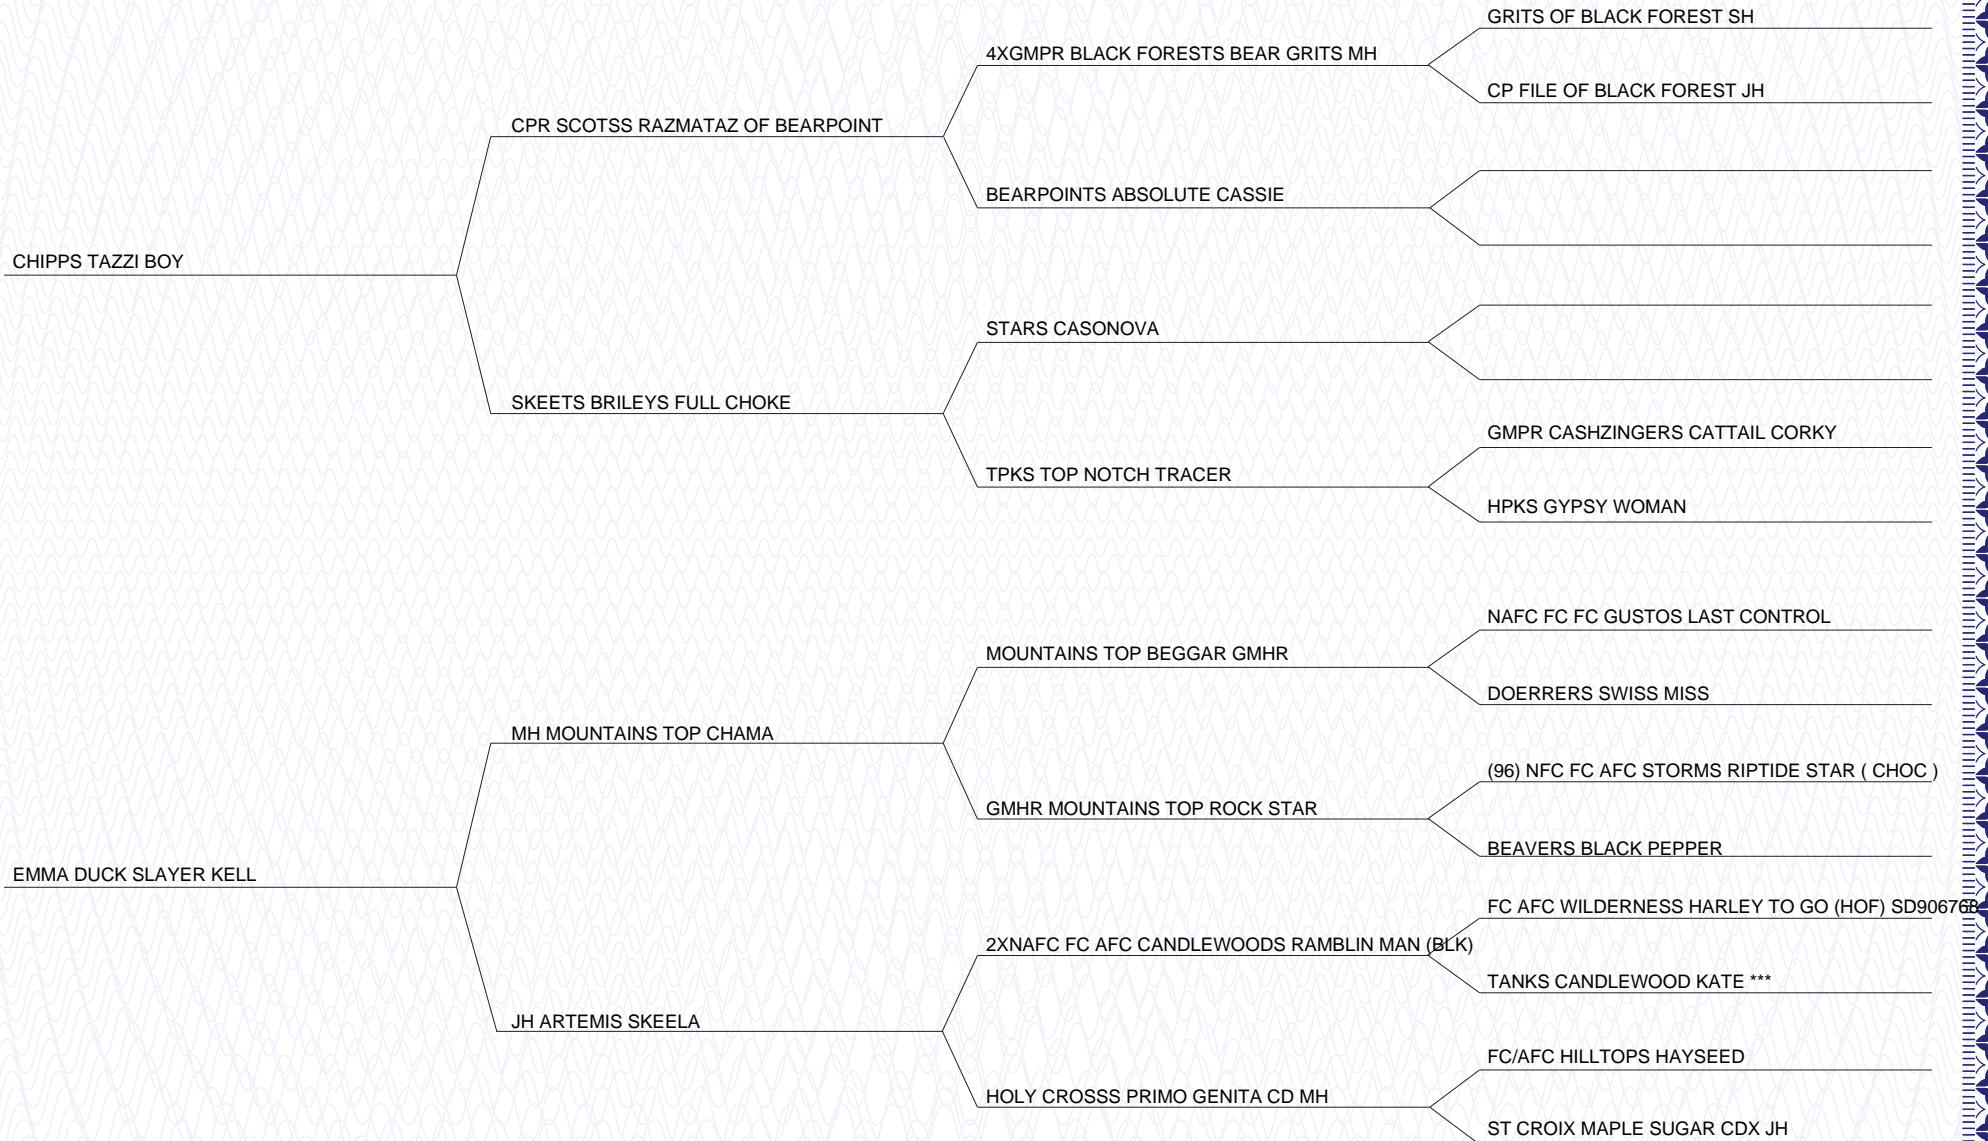 GRITS OF BLACK FOREST SH
4XGMPR BLACK FORESTS BEAR GRITS MH
CP FILE OF BLACK FOREST JH
CPR SCOTSS RAZMATAZ OF BEARPOINT
BEARPOINTS ABSOLUTE CASSIE
CHIPPS TAZZI BOY
STARS CASONOVA
SKEETS BRILEYS FULL CHOKE
GMPR CASHZINGERS CATTAIL CORKY
TPKS TOP NOTCH TRACER
HPKS GYPSY WOMAN
NAFC FC FC GUSTOS LAST CONTROL
MOUNTAINS TOP BEGGAR GMHR
DOERRERS SWISS MISS
MH MOUNTAINS TOP CHAMA
(96) NFC FC AFC STORMS RIPTIDE STAR ( CHOC )
GMHR MOUNTAINS TOP ROCK STAR
BEAVERS BLACK PEPPER
EMMA DUCK SLAYER KELL
FC AFC WILDERNESS HARLEY TO GO (HOF) SD906768
2XNAFC FC AFC CANDLEWOODS RAMBLIN MAN (BLK)
TANKS CANDLEWOOD KATE ***
JH ARTEMIS SKEELA
FC/AFC HILLTOPS HAYSEED
HOLY CROSSS PRIMO GENITA CD MH
ST CROIX MAPLE SUGAR CDX JH